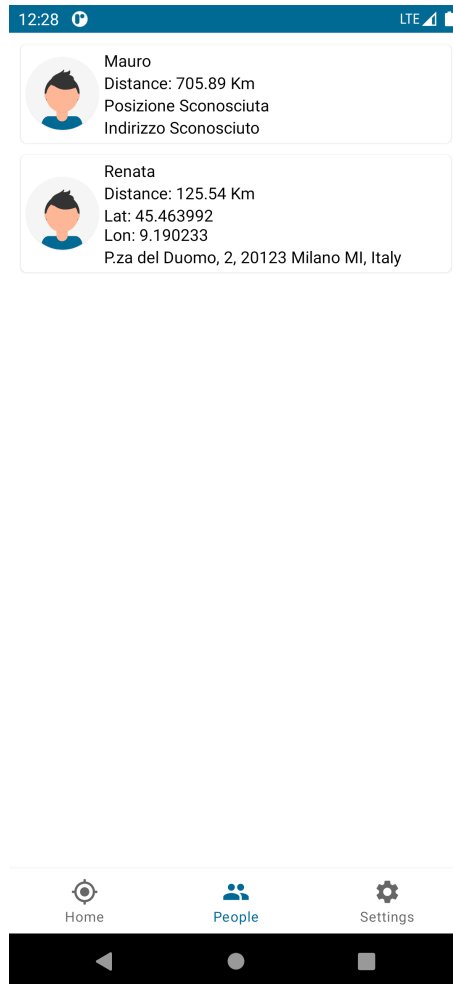 12:28
LTE
Mauro
Distance: 705.89 Km
Posizione Sconosciuta
Indirizzo Sconosciuto
Renata
Distance: 125.54 Km
Lat: 45.463992
Lon: 9.190233
P.za del Duomo, 2, 20123 Milano MI, Italy
Home
People
Settings